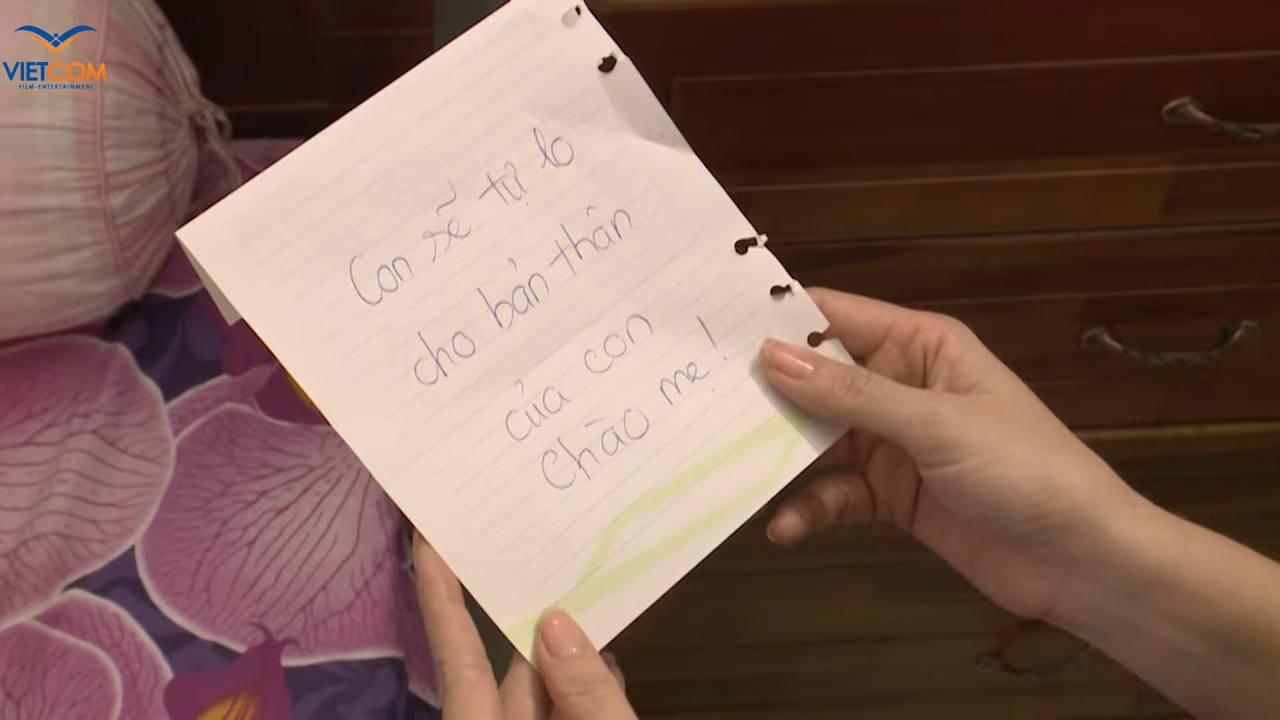 VIETCOM
FILM-ENTERTAINMENT
Con sẽ tự lo
cho bản thân
của con
Chào mẹ!